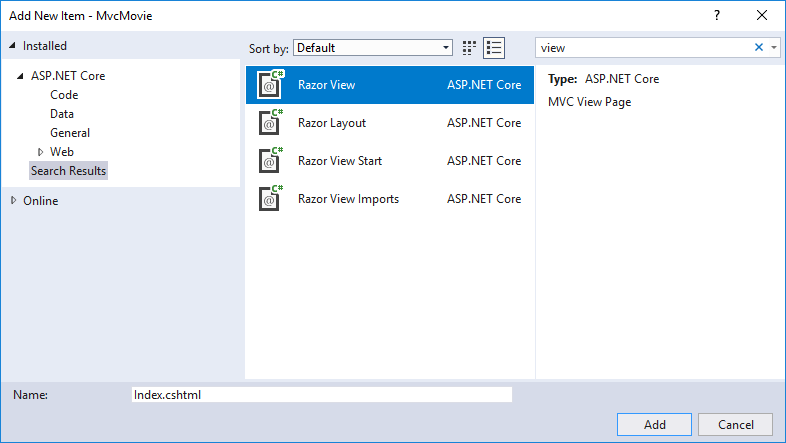 Add New Item - MvcMovie
?
Installed
Sort by: Default
view
ASP.NET Core
Code
Data
General
Web
Search Results
Online
C# @ Razor View ASP.NET Core
C# @ Razor Layout ASP.NET Core
C# @ Razor View Start ASP.NET Core
C# @ Razor View Imports ASP.NET Core
Type: ASP.NET Core
MVC View Page
Name: Index.cshtml
Add Cancel